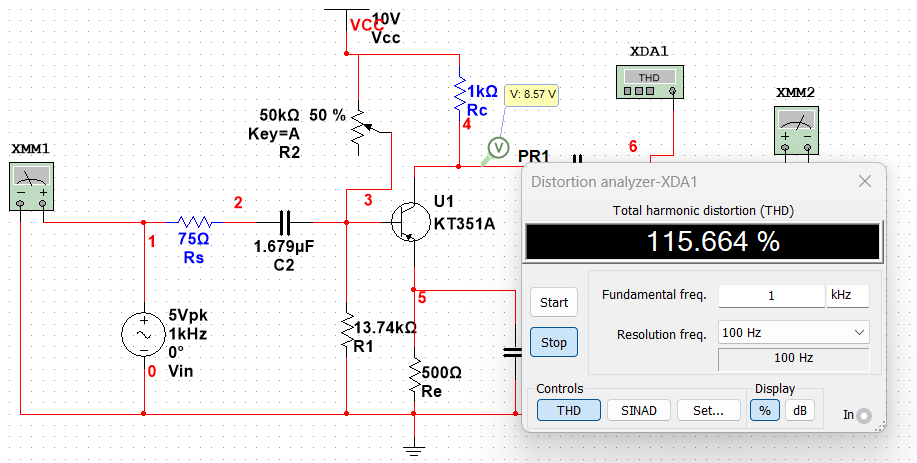 10V
VCC
Vcc
XDA1
THD
1kΩ
Rc
V: 8.57 V
50kΩ 50 %
Key=A
R2
4
XMM2
6
PR1
XMM1
U1
KT351A
3
2
1
75Ω
Rs
1.679µF
C2
5
5Vpk
1kHz
0°
Vin
0
13.74kΩ
R1
500Ω
Re
Distortion analyzer-XDA1
Total harmonic distortion (THD)
115.664 %
Start
Stop
Fundamental freq. 1 kHz
Resolution freq. 100 Hz
100 Hz
Controls
THD SINAD Set...
Display
% dB
In